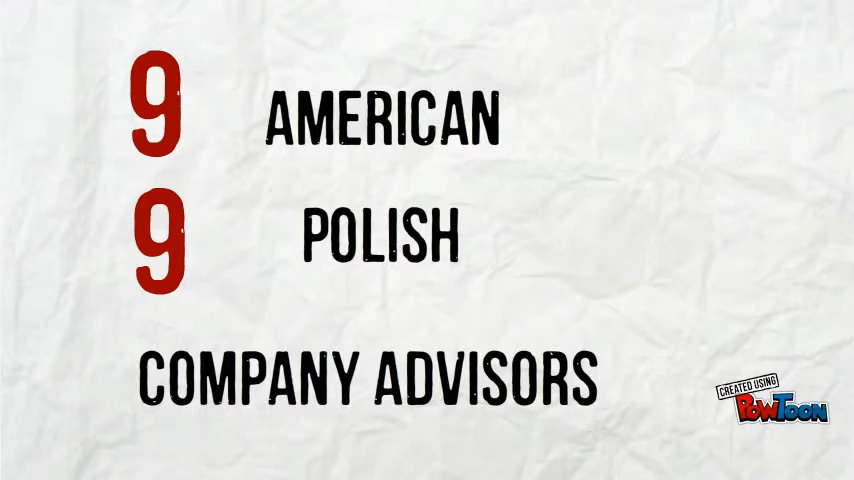 9 AMERICAN
9 POLISH
COMPANY ADVISORS
CREATED USING
POWTOON